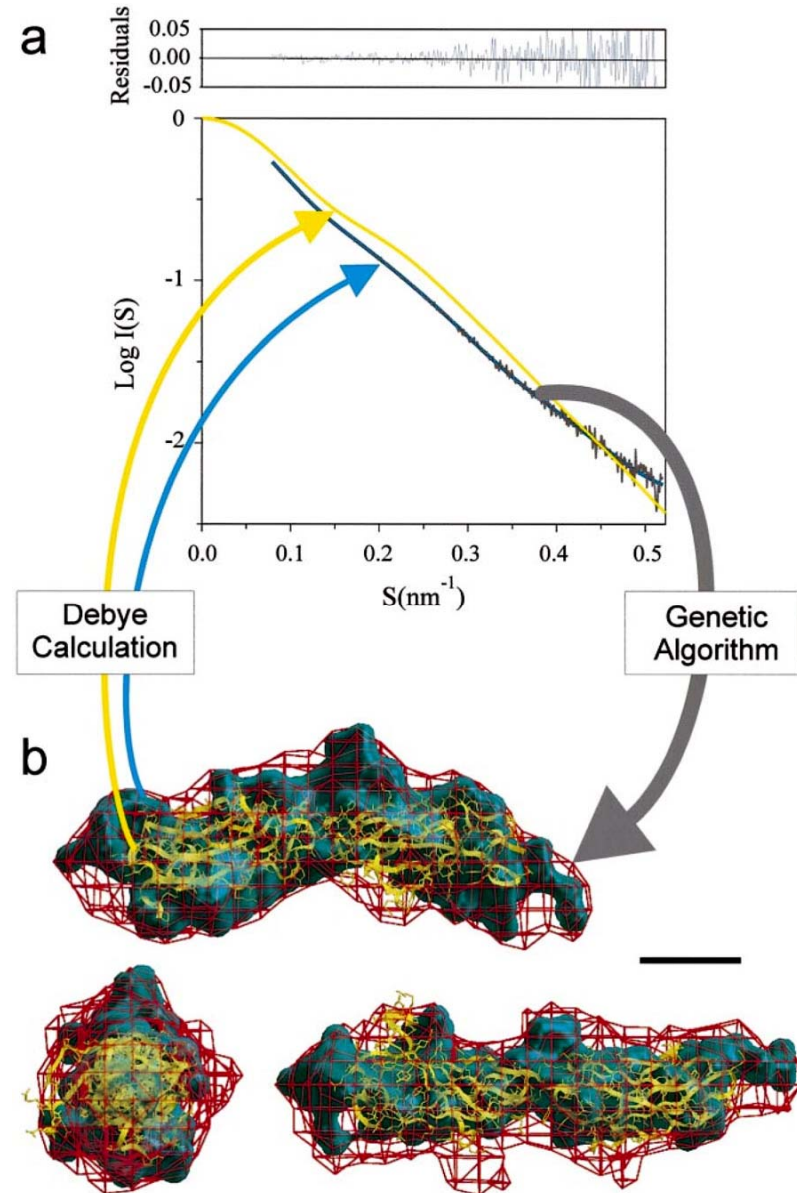 a
Residuals
0.05
0.00
-0.05
Log I(S)
0
-1
-2
0.0 0.1 0.2 0.3 0.4 0.5
S(nm⁻¹)
Debye
Calculation
Genetic
Algorithm
b